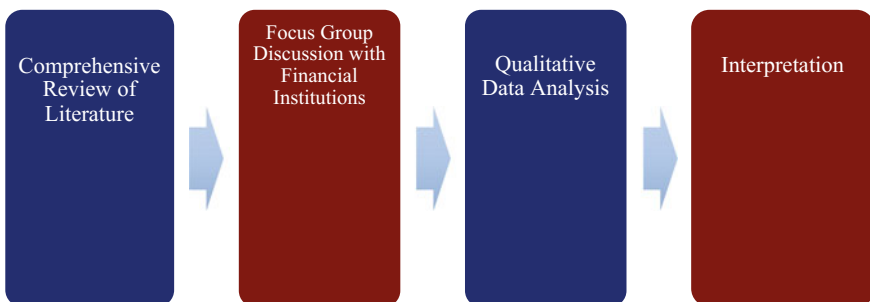 Comprehensive
Review of
Literature
Focus Group
Discussion with
Financial
Institutions
Qualitative
Data Analysis
Interpretation